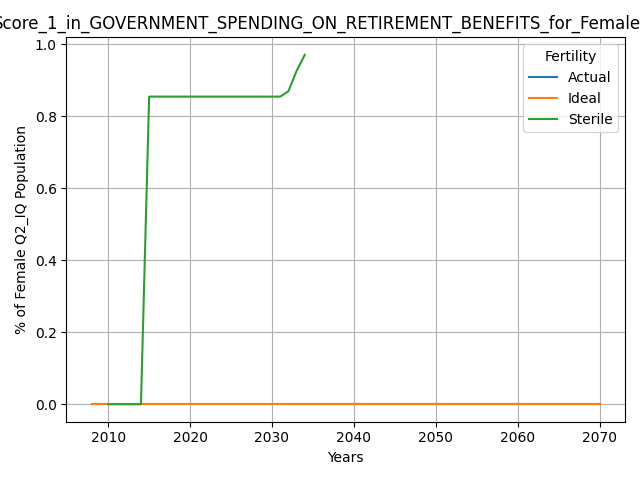 Score_1_in_GOVERNMENT_SPENDING_ON_RETIREMENT_BENEFITS_for_Female
1.0
0.8
0.6
0.4
0.2
0.0
% of Female Q2_IQ Population
Fertility
Actual
Ideal
Sterile
2010 2020 2030 2040 2050 2060 2070
Years